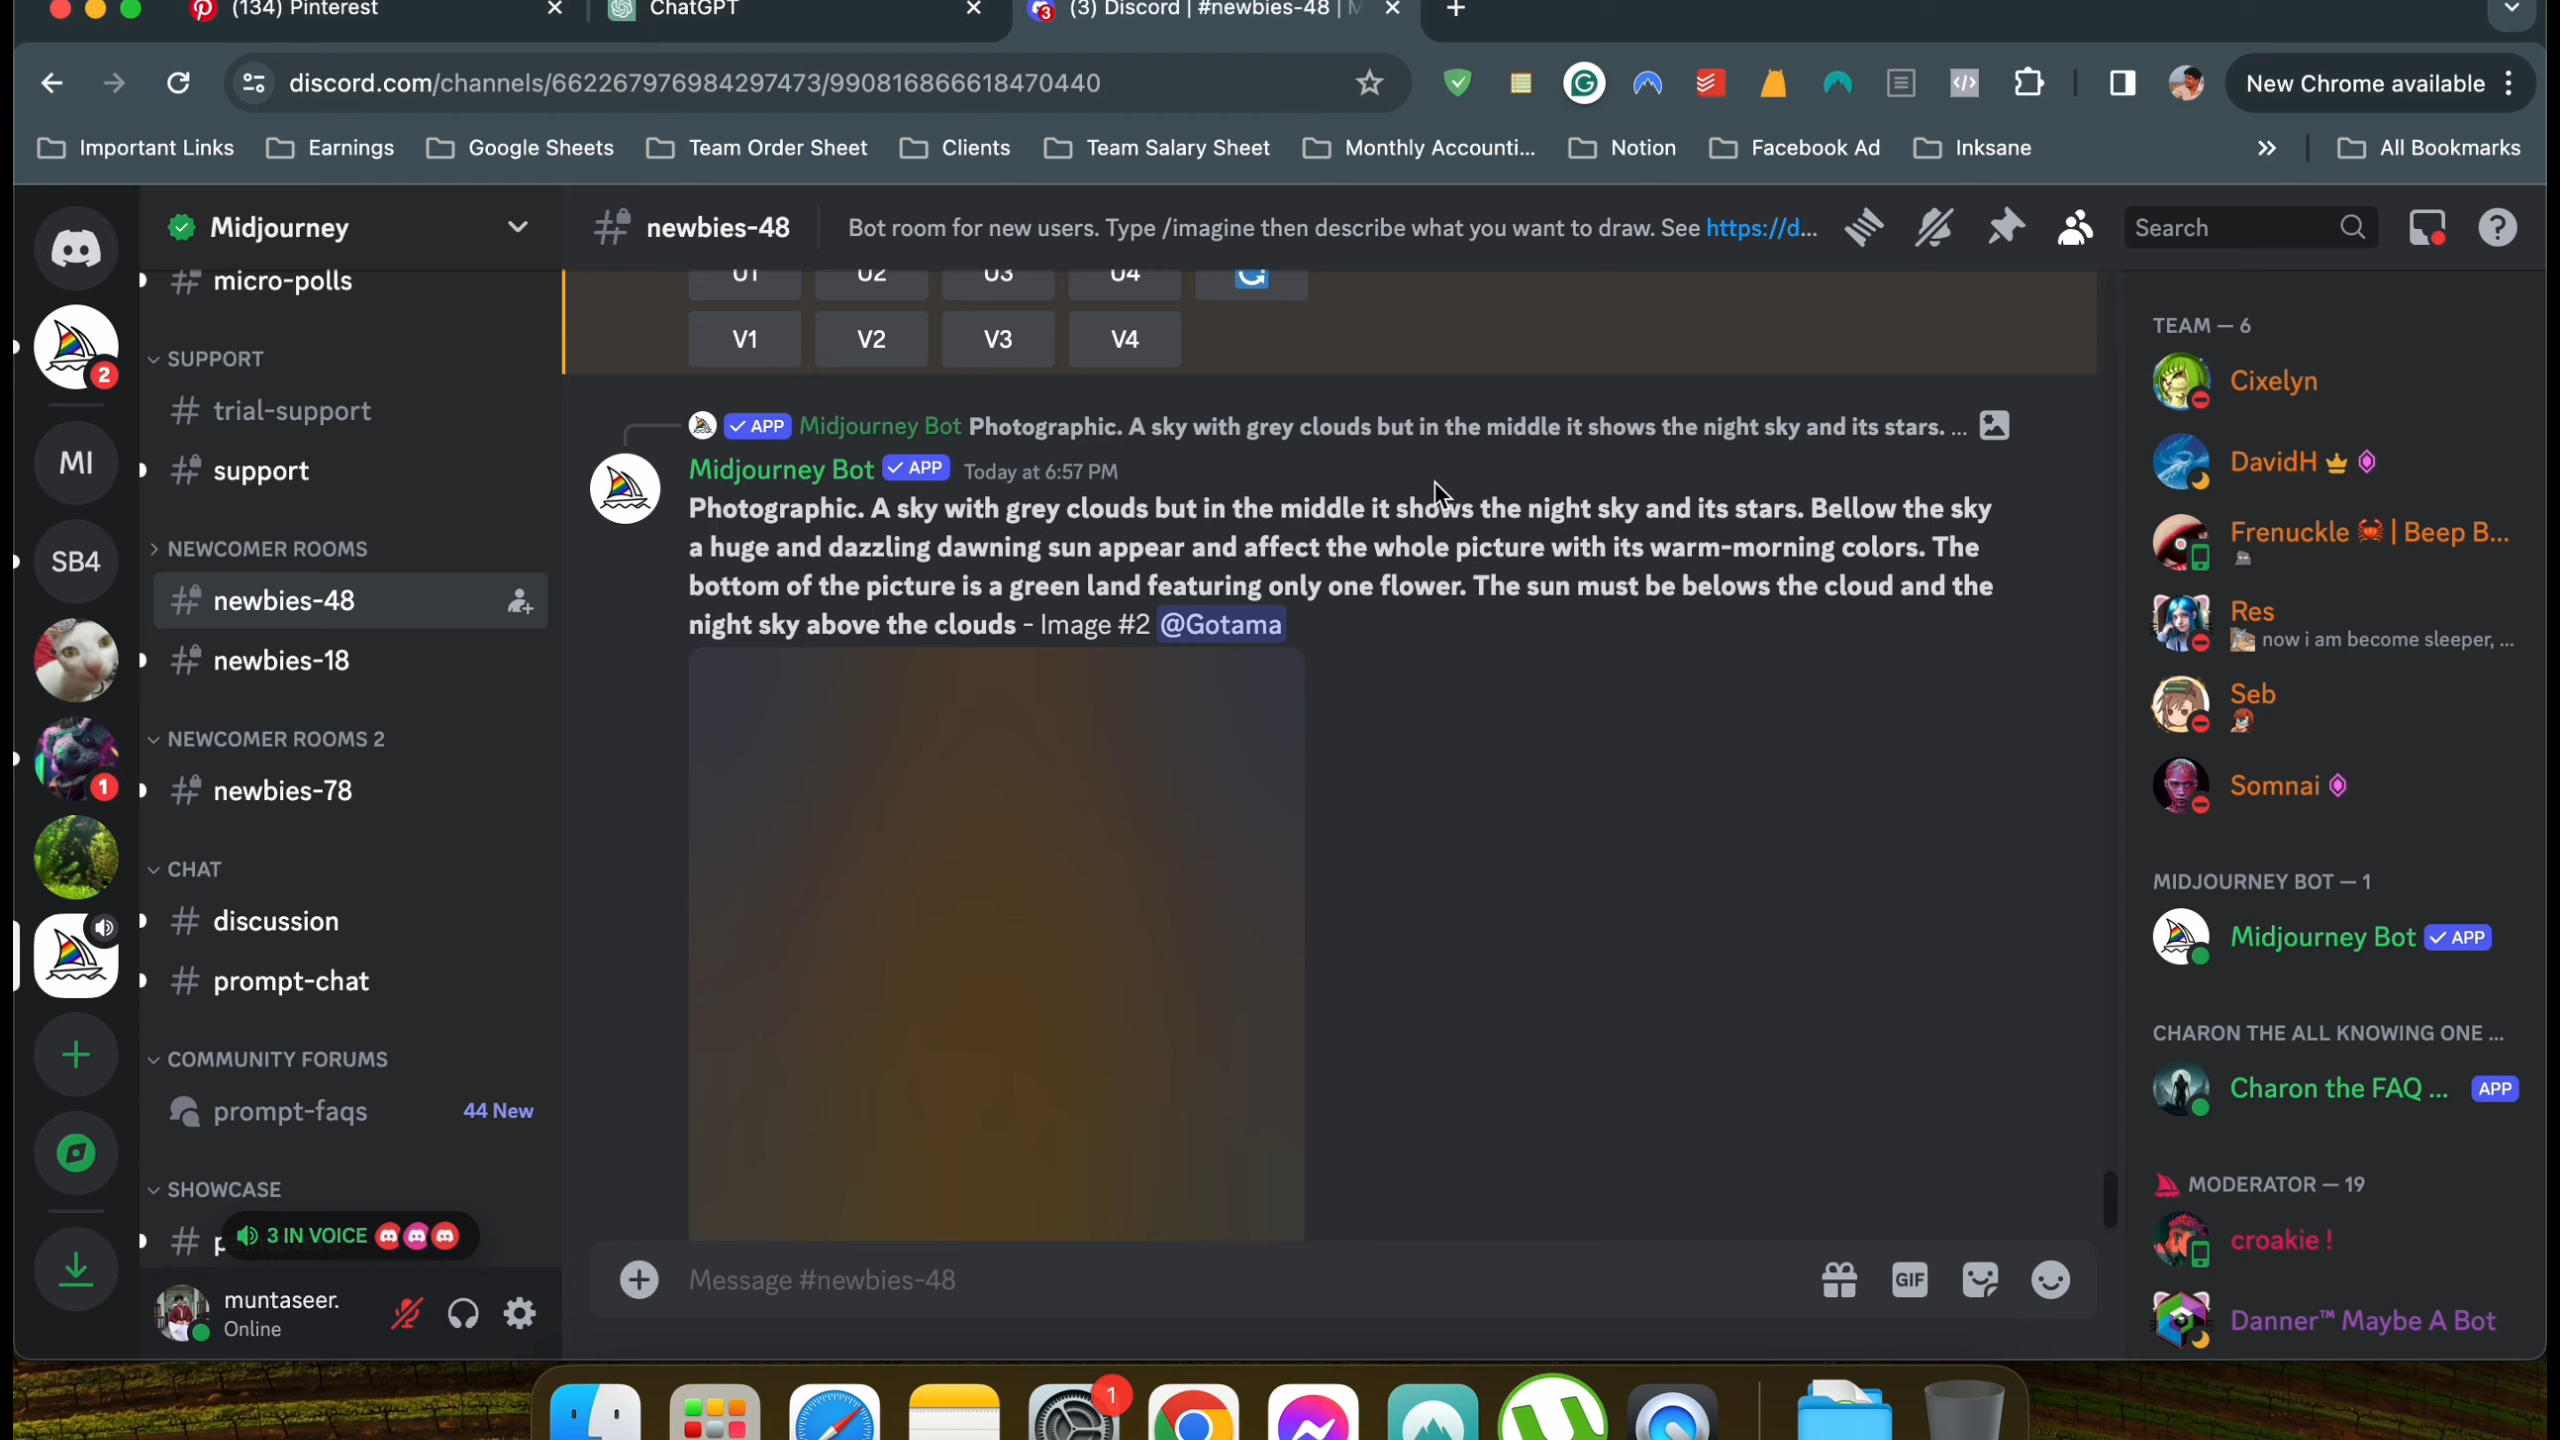 (134) Pinterest
ChatGPT
(3) Discord | #newbies-48 | M
discord.com/channels/662267976984297473/990816866618470440
New Chrome available
Important Links
Earnings
Google Sheets
Team Order Sheet
Clients
Team Salary Sheet
Monthly Accounti...
Notion
Facebook Ad
Inksane
All Bookmarks
Midjourney
newbies-48
Bot room for new users. Type /imagine then describe what you want to draw. See https://d...
Search
2
MI
SB4
1
micro-polls
SUPPORT
trial-support
support
NEWCOMER ROOMS
newbies-48
newbies-18
NEWCOMER ROOMS 2
newbies-78
CHAT
discussion
prompt-chat
COMMUNITY FORUMS
prompt-faqs
44 New
SHOWCASE
3 IN VOICE
muntaseer.
Online
U1 U2 U3 U4
V1 V2 V3 V4
APP Midjourney Bot Photographic. A sky with grey clouds but in the middle it shows the night sky and its stars. ...
Midjourney Bot APP Today at 6:57 PM
Photographic. A sky with grey clouds but in the middle it shows the night sky and its stars. Bellow the sky
a huge and dazzling dawning sun appear and affect the whole picture with its warm-morning colors. The
bottom of the picture is a green land featuring only one flower. The sun must be belows the cloud and the
night sky above the clouds - Image #2 @Gotama
Message #newbies-48
GIF
TEAM — 6
Cixelyn
DavidH
Frenuckle | Beep B...
Res
now i am become sleeper, ...
Seb
Somnai
MIDJOURNEY BOT — 1
Midjourney Bot APP
CHARON THE ALL KNOWING ONE ...
Charon the FAQ ... APP
MODERATOR — 19
croakie !
Danner™ Maybe A Bot
1